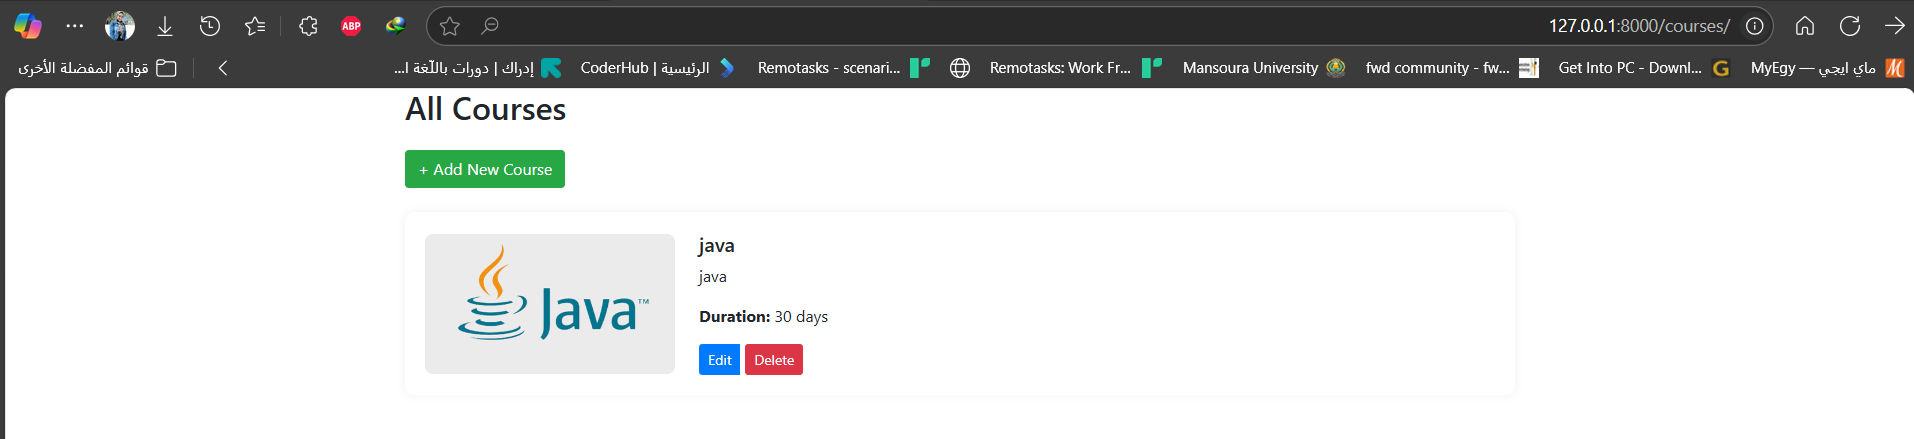 127.0.0.1:8000/courses/
ABP
MyEgy — ماي ايجي
Get Into PC - Downl...
fwd community - fw...
Mansoura University
Remotasks: Work Fr...
Remotasks - scenari...
CoderHub | الرئيسية
إدراك | دورات باللّغة ا...
قوائم المفضلة الأخرى
All Courses
+ Add New Course
Java™
java
java
Duration: 30 days
Edit Delete